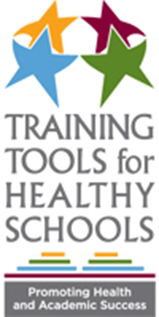 TRAINING
TOOLS for
HEALTHY
SCHOOLS
Promoting Health
and Academic Success